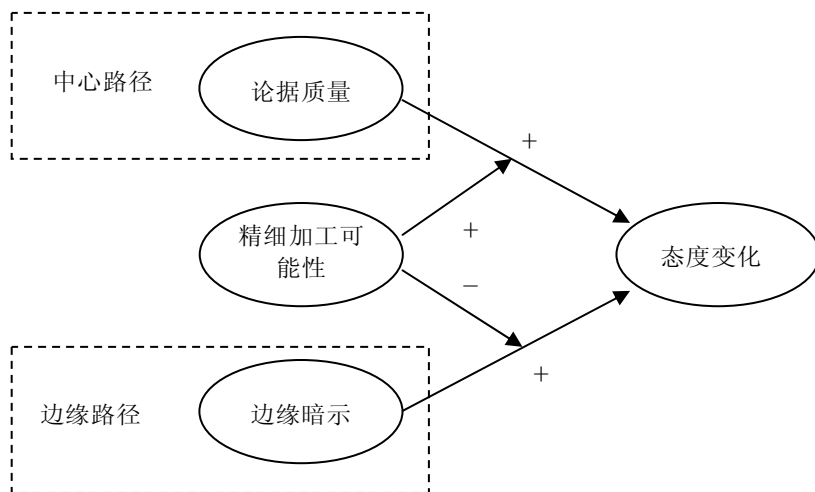 中心路径
论据质量
+
精细加工可
能性
+
态度变化
−
+
边缘路径
边缘暗示